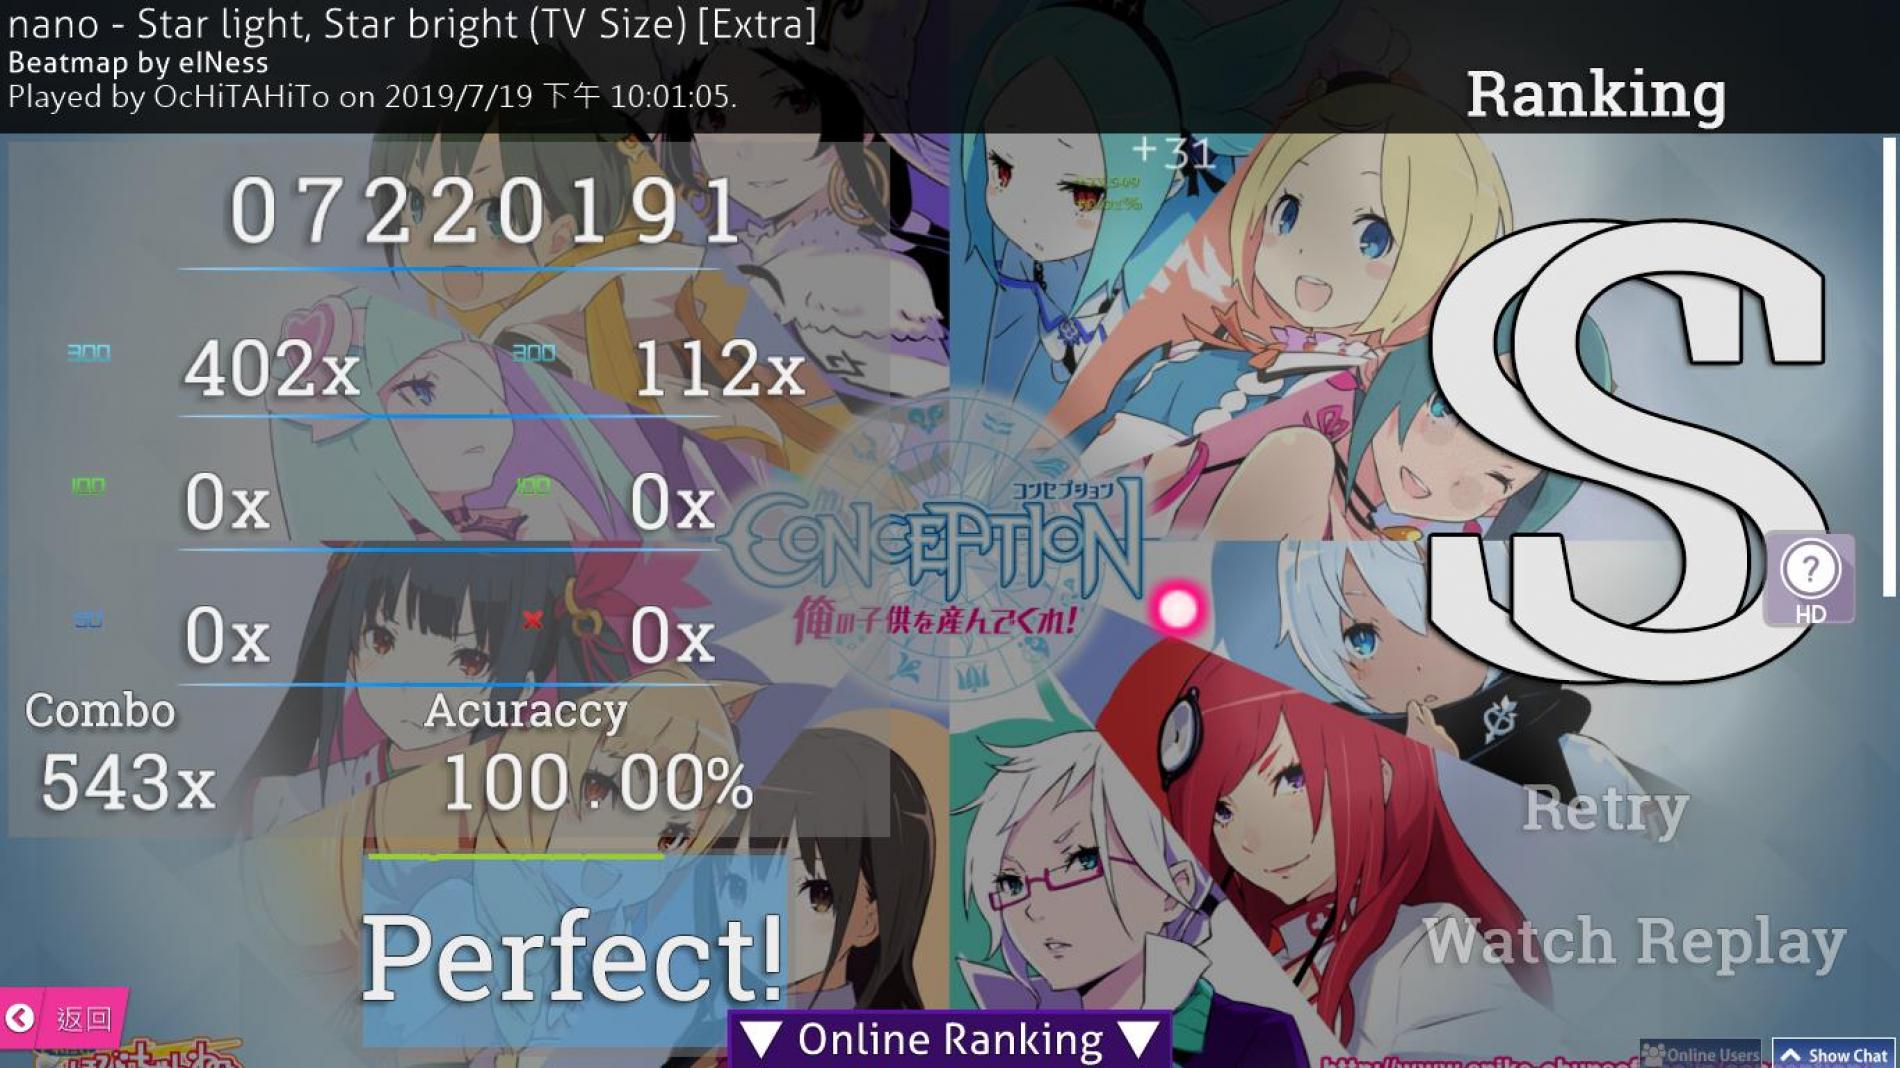 nano - Star light, Star bright (TV Size) [Extra]
Beatmap by elNess
Played by OcHiTAHiTo on 2019/7/19 下午 10:01:05.
Ranking
+31
07220191
300 402x 300 112x
100 0x 100 0x
50 0x 0x
Combo Acuraccy
543x 100.00%
Perfect!
コンセプション
CONCEPTION
俺の子供を産んでくれ!
SS
?
HD
Retry
Watch Replay
返回
▼ Online Ranking ▼
Online Users
Show Chat